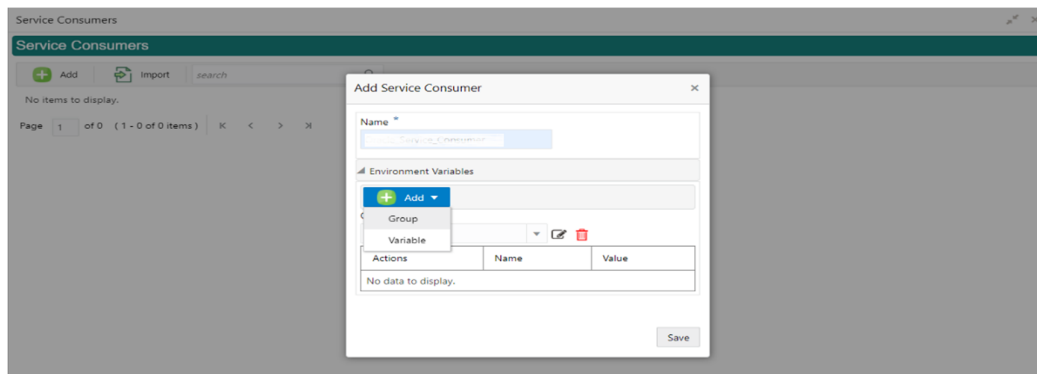 Service Consumers
Service Consumers
Add Import search
No items to display.
Page 1 of 0 (1 - 0 of 0 items)
Add Service Consumer
Name *
Service_Consumer
Environment Variables
Add
Group
Variable
Actions Name Value
No data to display.
Save